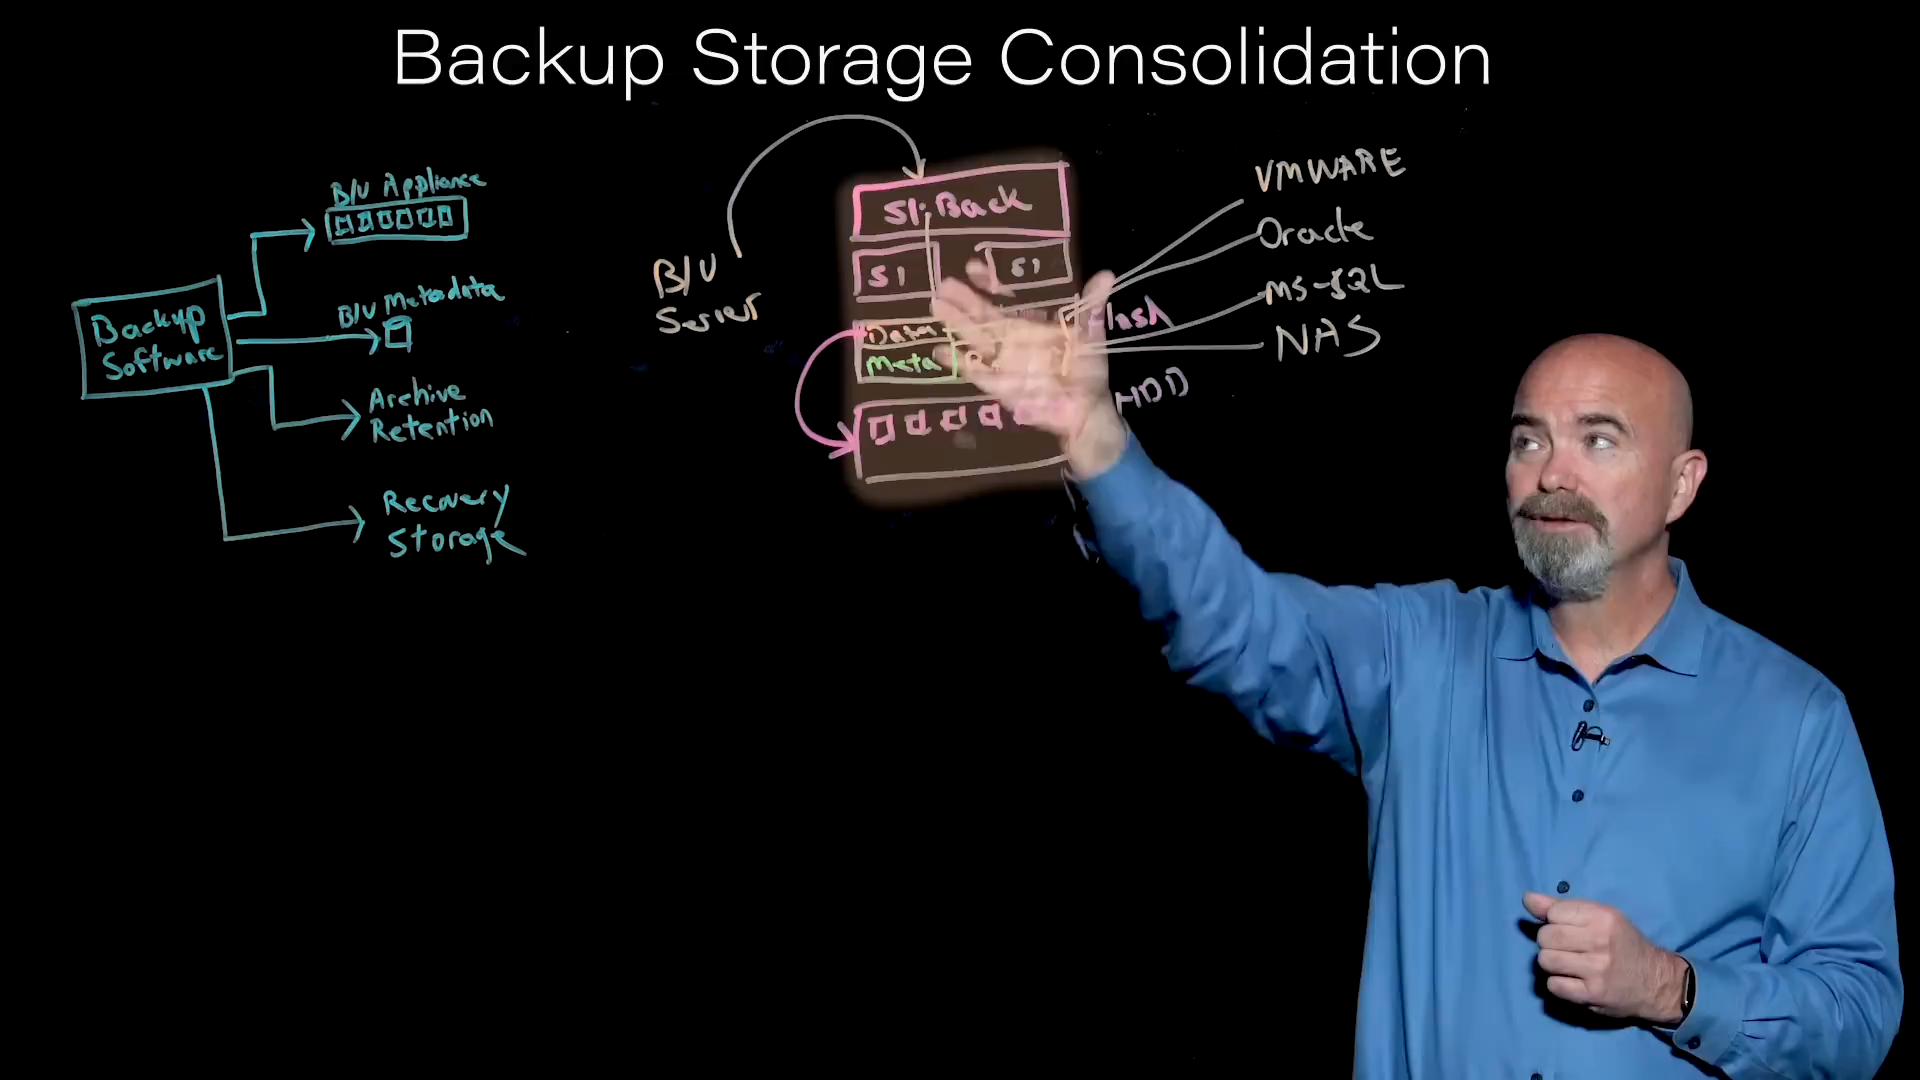 Backup Storage Consolidation
B/U Appliance
Backup
Software
B/U Metadata
Archive
Retention
Recovery
Storage
B/U
Server
SI: Back
SI
SI
Data
Flash
Meta
HDD
VMWARE
Oracle
MS-SQL
NAS